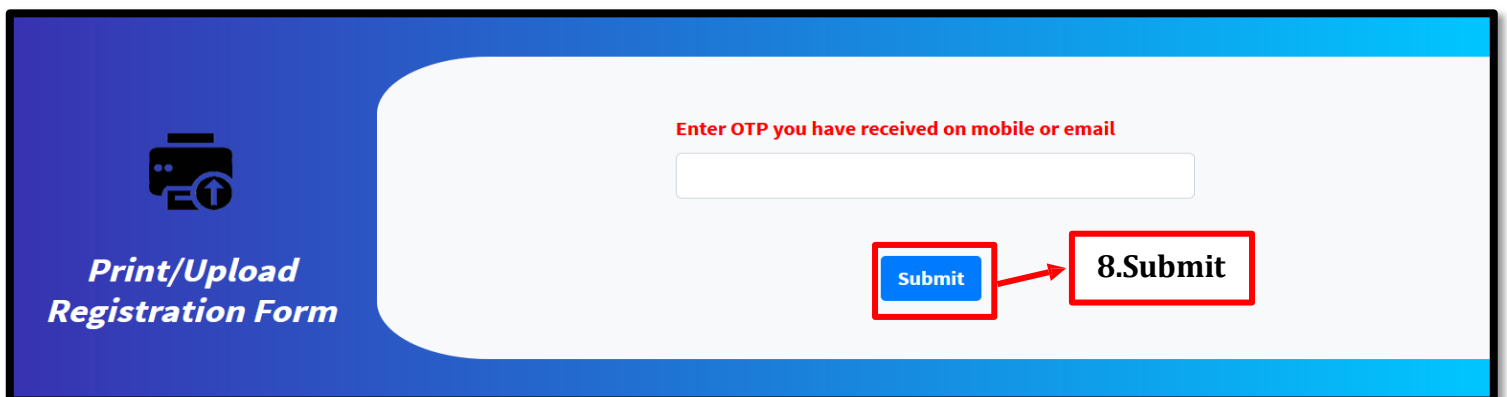 Enter OTP you have received on mobile or email
Submit
8.Submit
Print/Upload
Registration Form